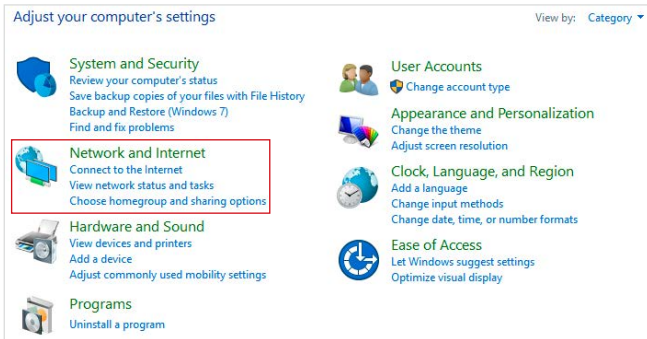 Adjust your computer's settings
View by: Category
System and Security
Review your computer's status
Save backup copies of your files with File History
Backup and Restore (Windows 7)
Find and fix problems
Network and Internet
Connect to the Internet
View network status and tasks
Choose homegroup and sharing options
Hardware and Sound
View devices and printers
Add a device
Adjust commonly used mobility settings
Programs
Uninstall a program
User Accounts
Change account type
Appearance and Personalization
Change the theme
Adjust screen resolution
Clock, Language, and Region
Add a language
Change input methods
Change date, time, or number formats
Ease of Access
Let Windows suggest settings
Optimize visual display